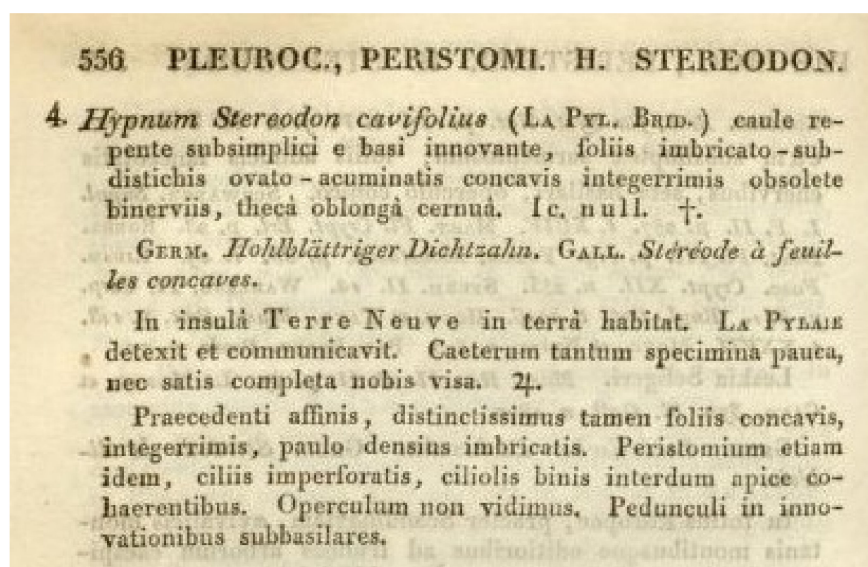 556 PLEUROC., PERISTOMI. H. STEREODON.
4. Hypnum Stereodon cavifolius (LA PYL. BRID.) caule re-
pente subsimplici e basi innovante, foliis imbricato-sub-
distichis ovato-acuminatis concavis integerrimis obsolete
binerviis, thecâ oblongâ cernuâ. Ic. null. †.
GERM. Hohlblättriger Dichtzahn. GALL. Stéréode à feuil-
les concaves.
In insulâ Terre Neuve in terrâ habitat. LA PYLAIE
detexit et communicavit. Caeterum tantum specimina pauca,
nec satis completa nobis visa. ♃.
Praecedenti affinis, distinctissimus tamen foliis concavis,
integerrimis, paulo densius imbricatis. Peristomium etiam
idem, ciliis imperforatis, ciliolis binis interdum apice co-
haerentibus. Operculum non vidimus. Pedunculi in inno-
vationibus subbasilares.